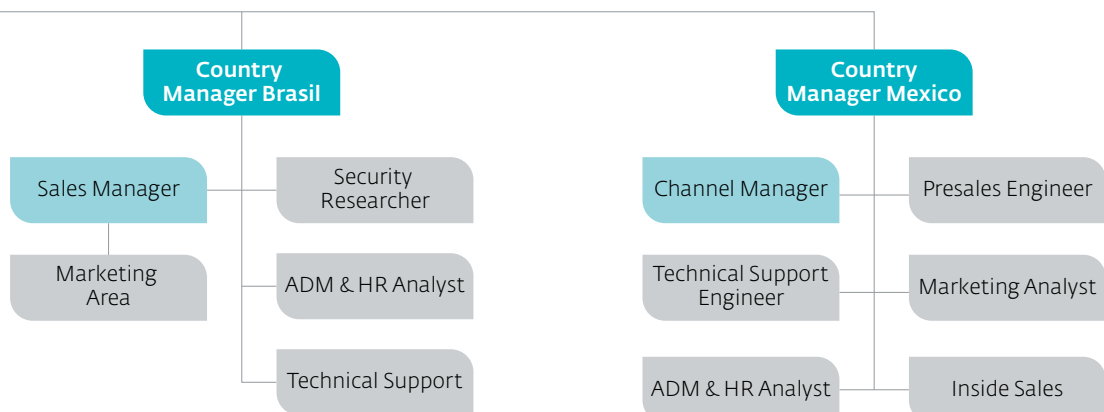 Country
Manager Brasil
Country
Manager Mexico
Sales Manager
Security
Researcher
Channel Manager
Presales Engineer
Marketing
Area
ADM & HR Analyst
Technical Support
Engineer
Marketing Analyst
Technical Support
ADM & HR Analyst
Inside Sales